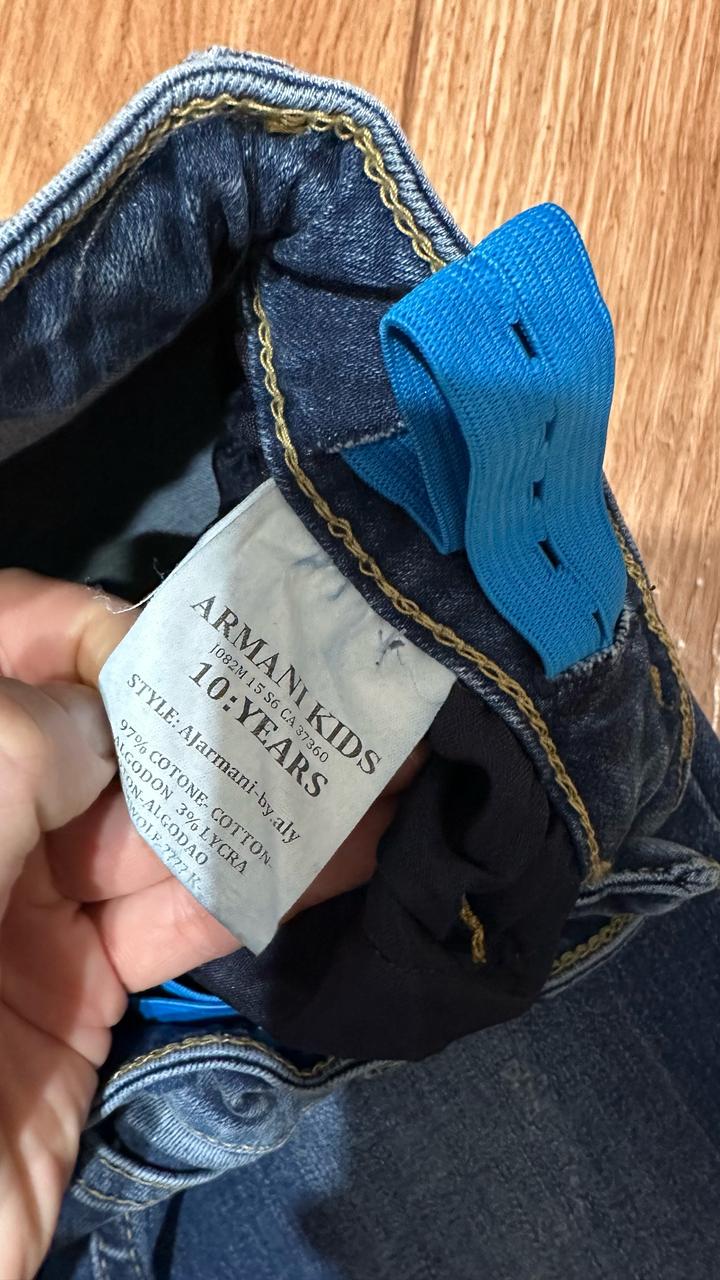 ARMANI KIDS
J082M 15 S6 CA 37360
10:YEARS
STYLE: AJarmani-by.aly
97% COTONE- COTTON-
ALGODON 3% LYCRA
-ALGODAO
???? K-